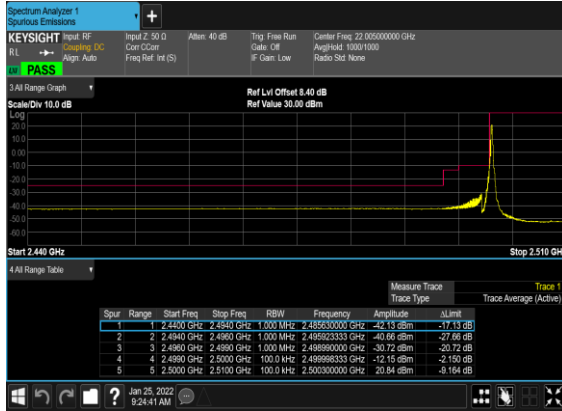 Spectrum Analyzer 1
Spurious Emissions
KEYSIGHT Input: RF Input Z: 50 Ω Atten: 40 dB Trig: Free Run Center Freq: 22.005000000 GHz
RL Coupling: DC Corr CCorr Gate: Off Avg|Hold: 1000/1000
Align: Auto Freq Ref: Int (S) IF Gain: Low Radio Std: None
PASS
3 All Range Graph
Ref Lvl Offset 8.40 dB
Scale/Div 10.0 dB Ref Value 30.00 dBm
Log
20.0
10.0
0.00
-10.0
-20.0
-30.0
-40.0
-50.0
-60.0
Start 2.440 GHz Stop 2.510 GH
4 All Range Table
Measure Trace Trace 1
Trace Type Trace Average (Active)
Spur Range Start Freq Stop Freq RBW Frequency Amplitude ΔLimit
1 1 2.4400 GHz 2.4940 GHz 1.000 MHz 2.485630000 GHz -42.13 dBm -17.13 dB
2 2 2.4940 GHz 2.4960 GHz 1.000 MHz 2.495923333 GHz -40.66 dBm -27.66 dB
3 3 2.4960 GHz 2.4990 GHz 1.000 MHz 2.498990000 GHz -30.72 dBm -20.72 dB
4 4 2.4990 GHz 2.5000 GHz 100.0 kHz 2.499998333 GHz -12.15 dBm -2.150 dB
5 5 2.5000 GHz 2.5100 GHz 100.0 kHz 2.500300000 GHz 20.84 dBm -9.164 dB
Jan 25, 2022
9:24:41 AM